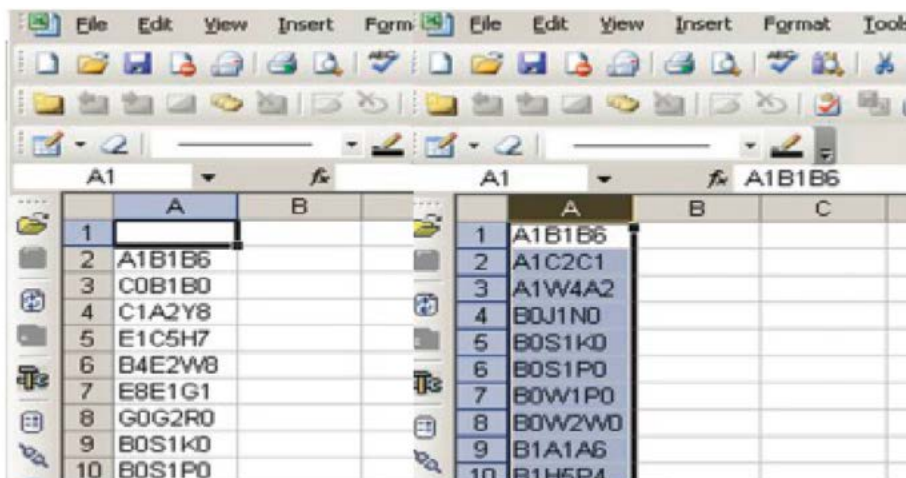 File Edit View Insert Form File Edit View Insert Format Tools
A1 fx A1 fx A1B1B6
A B A B C
1 1 A1B1B6
2 A1B1B6 2 A1C2C1
3 C0B1B0 3 A1W4A2
4 C1A2Y8 4 B0J1N0
5 E1C5H7 5 B0S1K0
6 B4E2W8 6 B0S1P0
7 E8E1G1 7 B0W1P0
8 G0G2R0 8 B0W2W0
9 B0S1K0 9 B1A1A6
10 B0S1P0 10 B1H5R4